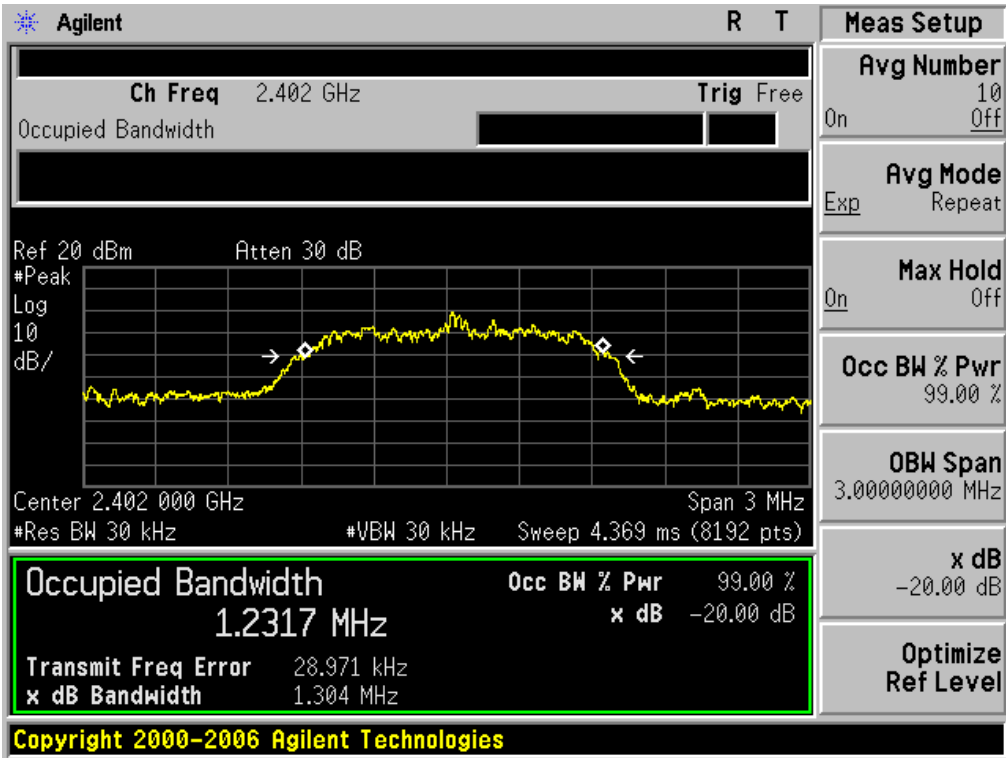 Agilent R T
Ch Freq 2.402 GHz Trig Free
Occupied Bandwidth
Ref 20 dBm Atten 30 dB
#Peak
Log
10
dB/
Center 2.402 000 GHz Span 3 MHz
#Res BW 30 kHz #VBW 30 kHz Sweep 4.369 ms (8192 pts)
Occupied Bandwidth Occ BW % Pwr 99.00 %
1.2317 MHz x dB -20.00 dB
Transmit Freq Error 28.971 kHz
x dB Bandwidth 1.304 MHz
Copyright 2000-2006 Agilent Technologies
Meas Setup
Avg Number
10
On Off
Avg Mode
Exp Repeat
Max Hold
On Off
Occ BW % Pwr
99.00 %
OBW Span
3.00000000 MHz
x dB
-20.00 dB
Optimize
Ref Level